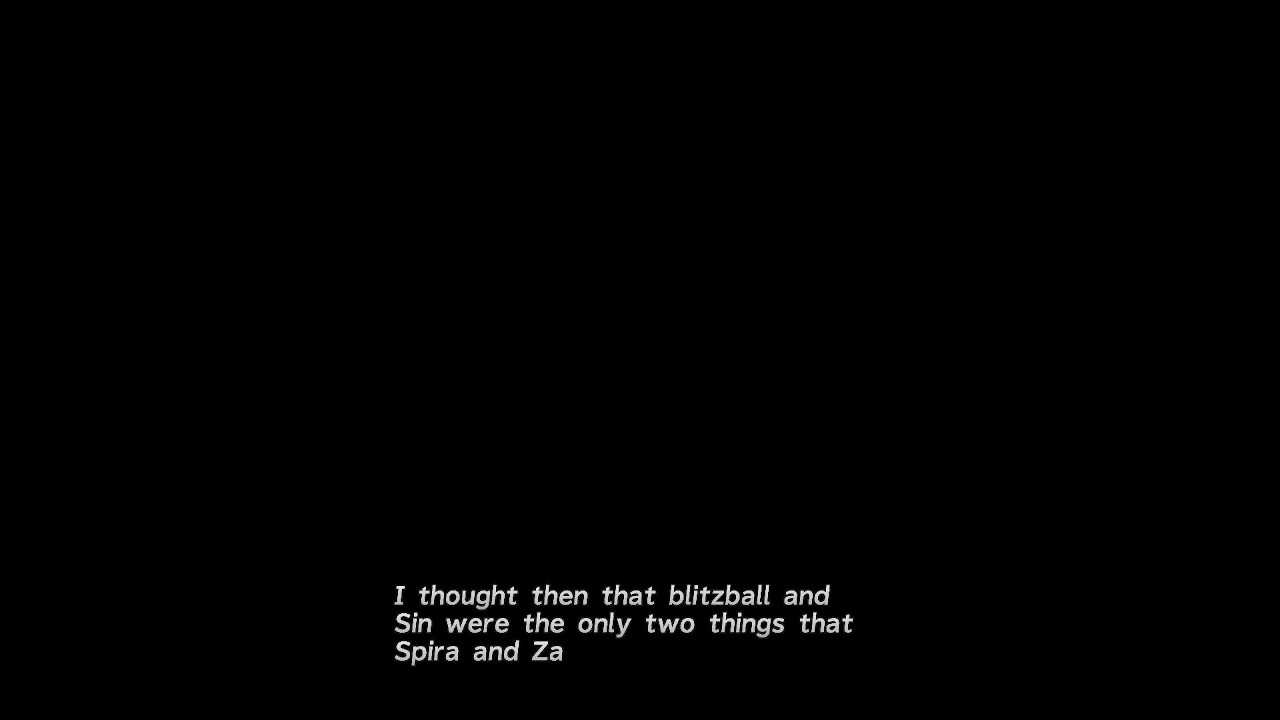 I thought then that blitzball and
Sin were the only two things that
Spira and Za